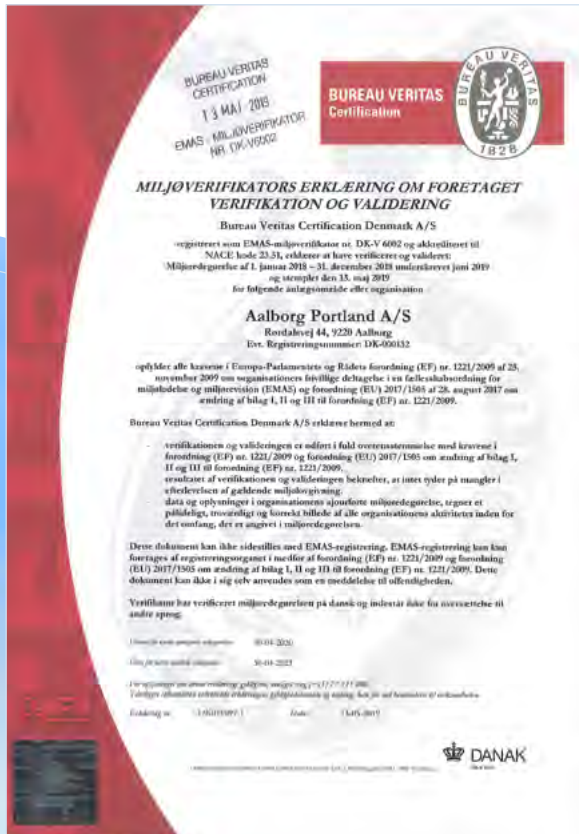 BUREAU VERITAS
CERTIFICATION
13 MAJ 2019
EMAS - MILJØVERIFIKATOR
NR. DK-V6002
BUREAU VERITAS
Certification
BUREAU VERITAS
1828
MILJØVERIFIKATORS ERKLÆRING OM FORETAGET
VERIFIKATION OG VALIDERING
Bureau Veritas Certification Denmark A/S
registreret som EMAS-miljøverifikator nr. DK-V 6002 og akkrediteret til
NACE kode 23.51, erklærer at have verificeret og valideret:
Miljøredegørelse af 1. januar 2018 – 31. december 2018 underskrevet juni 2019
og stemplet den 13. maj 2019
for følgende anlægsområde eller organisation
Aalborg Portland A/S
Rørdalsvej 44, 9220 Aalborg
Evt. Registreringsnummer: DK-000132
opfylder alle kravene i Europa-Parlamentets og Rådets forordning (EF) nr. 1221/2009 af 25.
november 2009 om organisationers frivillige deltagelse i en fællesskabsordning for
miljøledelse og miljørevision (EMAS) og forordning (EU) 2017/1505 af 28. august 2017 om
ændring af bilag I, II og III til forordning (EF) nr. 1221/2009.
Bureau Veritas Certification Denmark A/S erklærer hermed at:
- verifikationen og valideringen er udført i fuld overensstemmelse med kravene i
forordning (EF) nr. 1221/2009 og forordning (EU) 2017/1505 om ændring af bilag I,
II og III til forordning (EF) nr. 1221/2009.
- resultatet af verifikationen og valideringen bekræfter, at intet tyder på mangler i
efterlevelsen af gældende miljølovgivning.
- data og oplysninger i organisationens ajourførte miljøredegørelse, tegner et
pålideligt, troværdigt og korrekt billede af alle organisationens aktiviteter inden for
det omfang, der er angivet i miljøredegørelsen.
Dette dokument kan ikke sidestilles med EMAS-registrering. EMAS-registrering kan kun
foretages af registreringsorganet i medfør af forordning (EF) nr. 1221/2009 og forordning
(EU) 2017/1505 om ændring af bilag I, II og III til forordning (EF) nr. 1221/2009. Dette
dokument kan ikke i sig selv anvendes som en meddelelse til offentligheden.
Verifikator har verificeret miljøredegørelsen på dansk og indestår ikke for oversættelse til
andre sprog.
30-04-2020
Erklæring nr.
DANAK